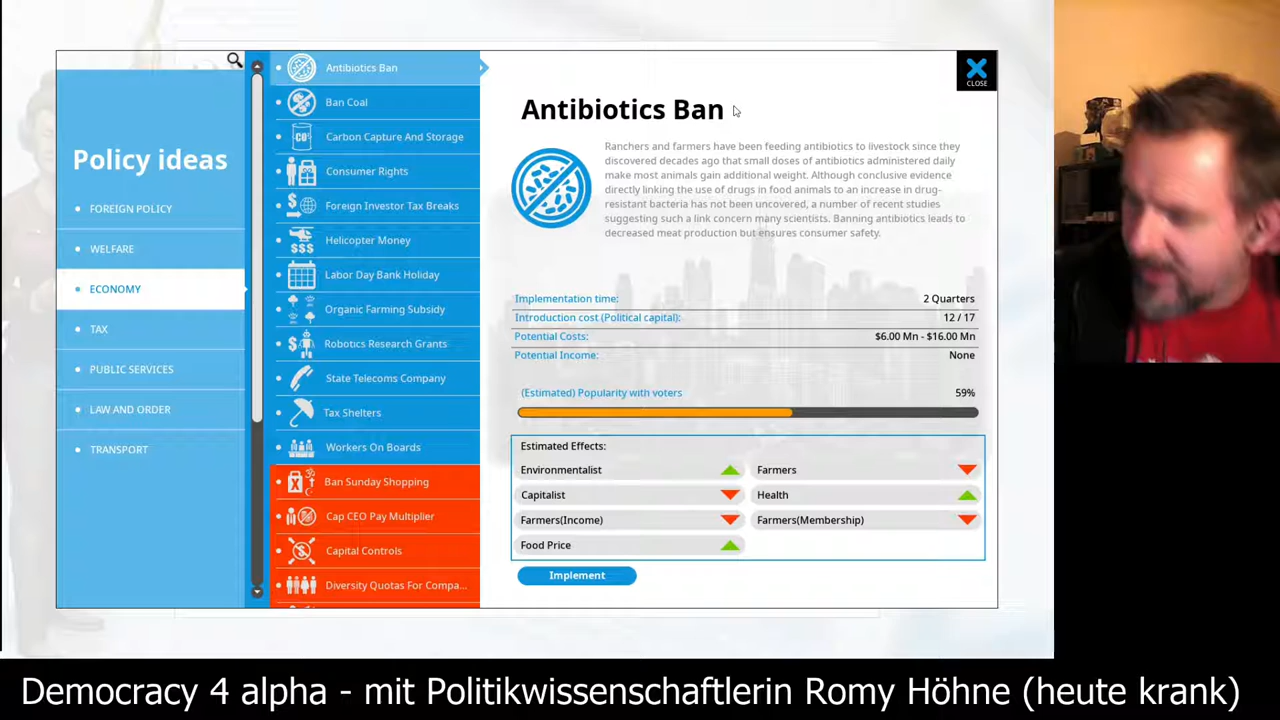 Policy ideas
FOREIGN POLICY
WELFARE
ECONOMY
TAX
PUBLIC SERVICES
LAW AND ORDER
TRANSPORT
Antibiotics Ban
Ban Coal
Carbon Capture And Storage
Consumer Rights
Foreign Investor Tax Breaks
Helicopter Money
Labor Day Bank Holiday
Organic Farming Subsidy
Robotics Research Grants
State Telecoms Company
Tax Shelters
Workers On Boards
Ban Sunday Shopping
Cap CEO Pay Multiplier
Capital Controls
Diversity Quotas For Compa...
CLOSE
Antibiotics Ban
Ranchers and farmers have been feeding antibiotics to livestock since they
discovered decades ago that small doses of antibiotics administered daily
make most animals gain additional weight. Although conclusive evidence
directly linking the use of drugs in food animals to an increase in drug-
resistant bacteria has not been uncovered, a number of recent studies
suggesting such a link concern many scientists. Banning antibiotics leads to
decreased meat production but ensures consumer safety.
Implementation time: 2 Quarters
Introduction cost (Political capital): 12 / 17
Potential Costs: $6.00 Mn - $16.00 Mn
Potential Income: None
(Estimated) Popularity with voters 59%
Estimated Effects:
Environmentalist Farmers
Capitalist Health
Farmers(Income) Farmers(Membership)
Food Price
Implement
Democracy 4 alpha - mit Politikwissenschaftlerin Romy Höhne (heute krank)